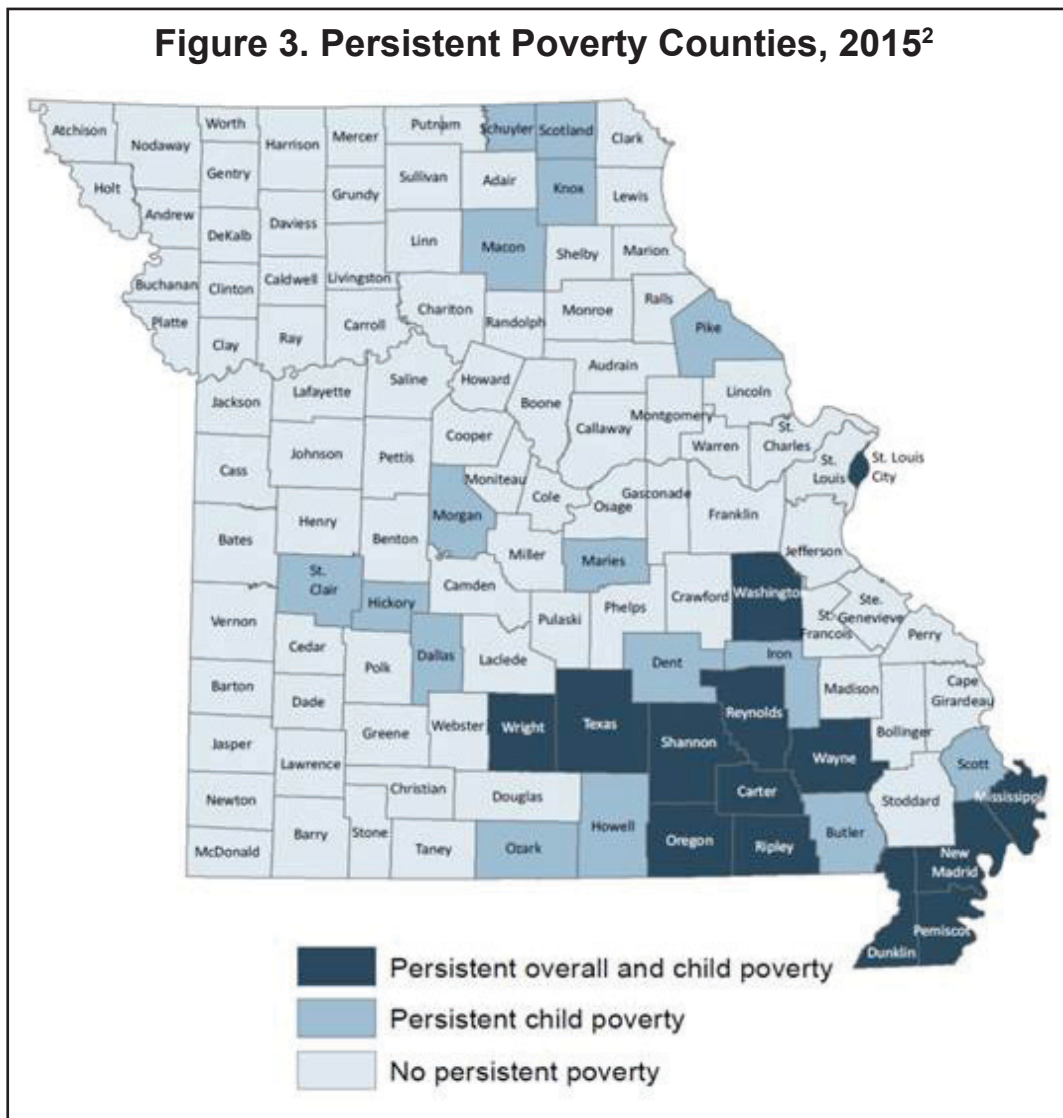 Figure 3. Persistent Poverty Counties, 2015²
Atchison
Nodaway
Worth
Harrison
Mercer
Putnam
Schuyler
Scotland
Clark
Holt
Gentry
Grundy
Sullivan
Adair
Knox
Lewis
Andrew
DeKalb
Daviess
Linn
Macon
Shelby
Marion
Buchanan
Clinton
Caldwell
Livingston
Chariton
Randolph
Monroe
Ralls
Platte
Clay
Ray
Carroll
Pike
Audrain
Jackson
Lafayette
Saline
Howard
Boone
Callaway
Montgomery
Lincoln
Warren
St.
Charles
Cass
Johnson
Pettis
Cooper
Moniteau
Cole
Osage
Gasconade
Franklin
St.
Louis
St. Louis
City
Bates
Henry
Benton
Morgan
Miller
Maries
Jefferson
Vernon
St.
Clair
Hickory
Camden
Pulaski
Phelps
Crawford
Washington
St.
Francois
Ste.
Genevieve
Perry
Barton
Cedar
Polk
Dallas
Laclede
Dent
Iron
Madison
Cape
Girardeau
Jasper
Dade
Greene
Webster
Wright
Texas
Shannon
Reynolds
Wayne
Bollinger
Scott
Newton
Lawrence
Christian
Douglas
Howell
Carter
Stoddard
Mississippi
McDonald
Barry
Stone
Taney
Ozark
Oregon
Ripley
Butler
New
Madrid
Pemiscot
Dunklin
Persistent overall and child poverty
Persistent child poverty
No persistent poverty